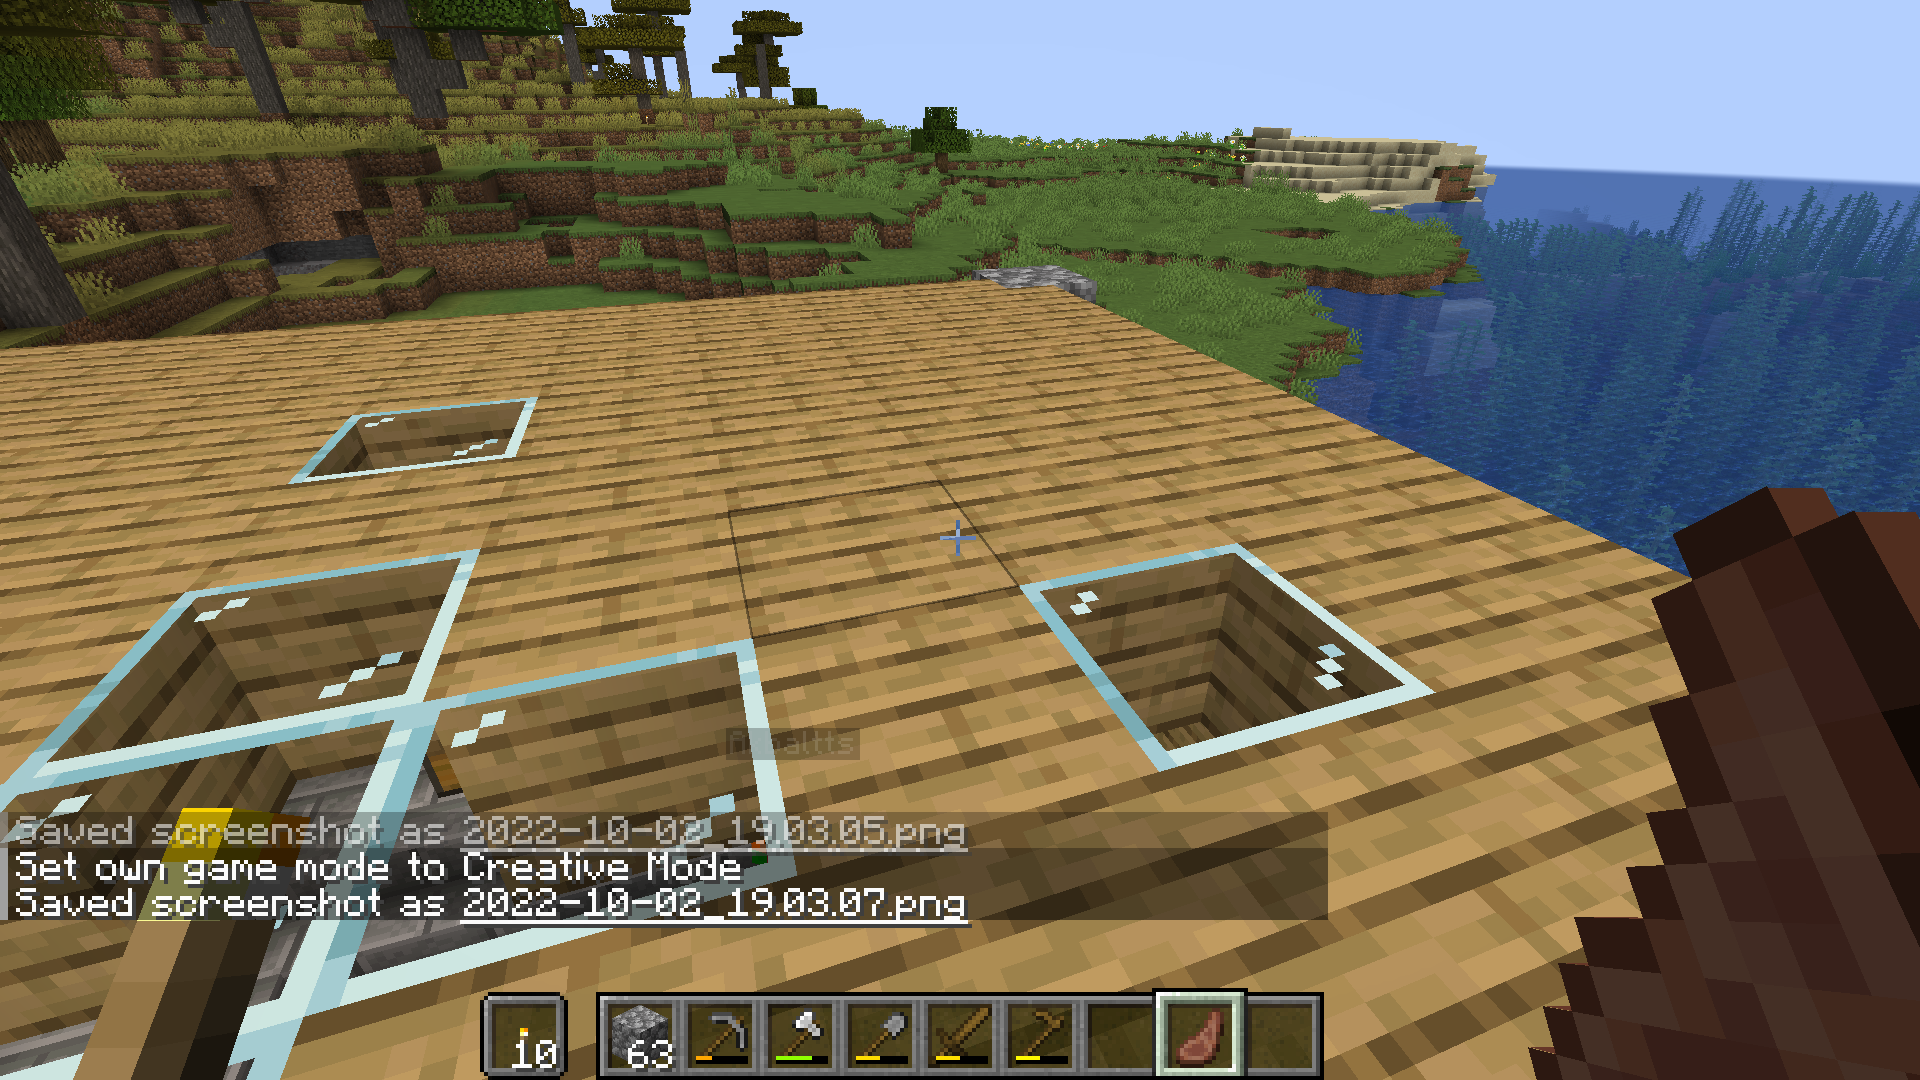 Saved screenshot as 2022-10-02_19.03.05.png
Set own game mode to Creative Mode
Saved screenshot as 2022-10-02_19.03.07.png
10
63